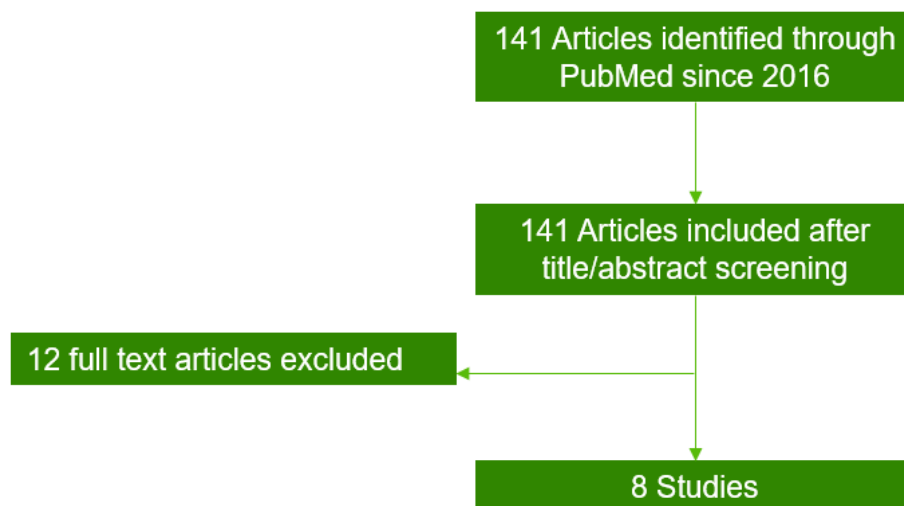 141 Articles identified through
PubMed since 2016
141 Articles included after
title/abstract screening
12 full text articles excluded
8 Studies